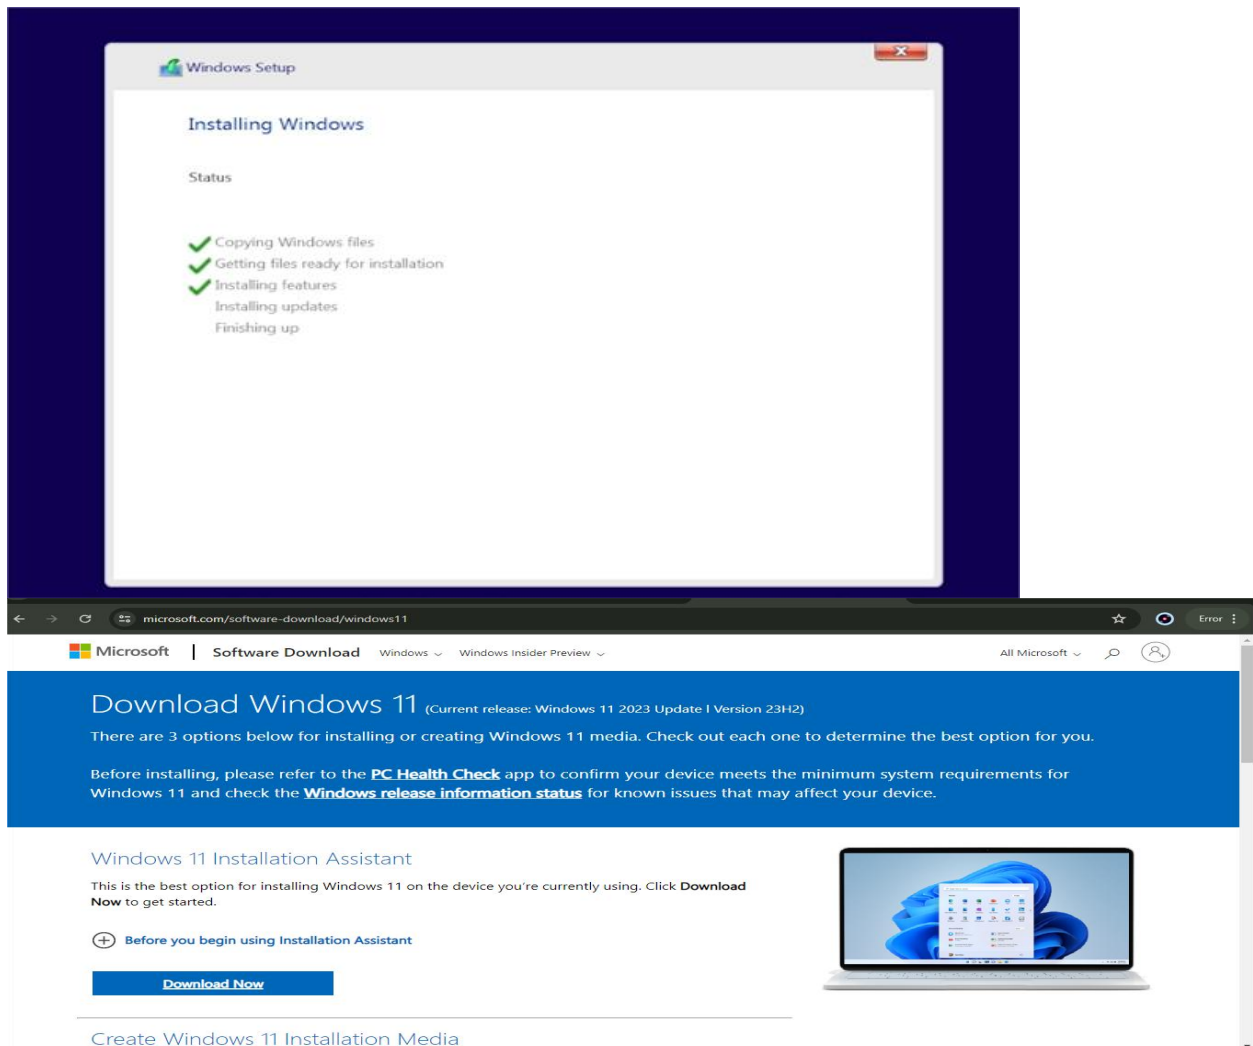 Windows Setup
Installing Windows
Status
Copying Windows files
Getting files ready for installation
Installing features
Installing updates
Finishing up
microsoft.com/software-download/windows11
Error
Microsoft | Software Download Windows Windows Insider Preview All Microsoft
Download Windows 11 (Current release: Windows 11 2023 Update l Version 23H2)
There are 3 options below for installing or creating Windows 11 media. Check out each one to determine the best option for you.
Before installing, please refer to the PC Health Check app to confirm your device meets the minimum system requirements for
Windows 11 and check the Windows release information status for known issues that may affect your device.
Windows 11 Installation Assistant
This is the best option for installing Windows 11 on the device you're currently using. Click Download
Now to get started.
Before you begin using Installation Assistant
Download Now
Create Windows 11 Installation Media